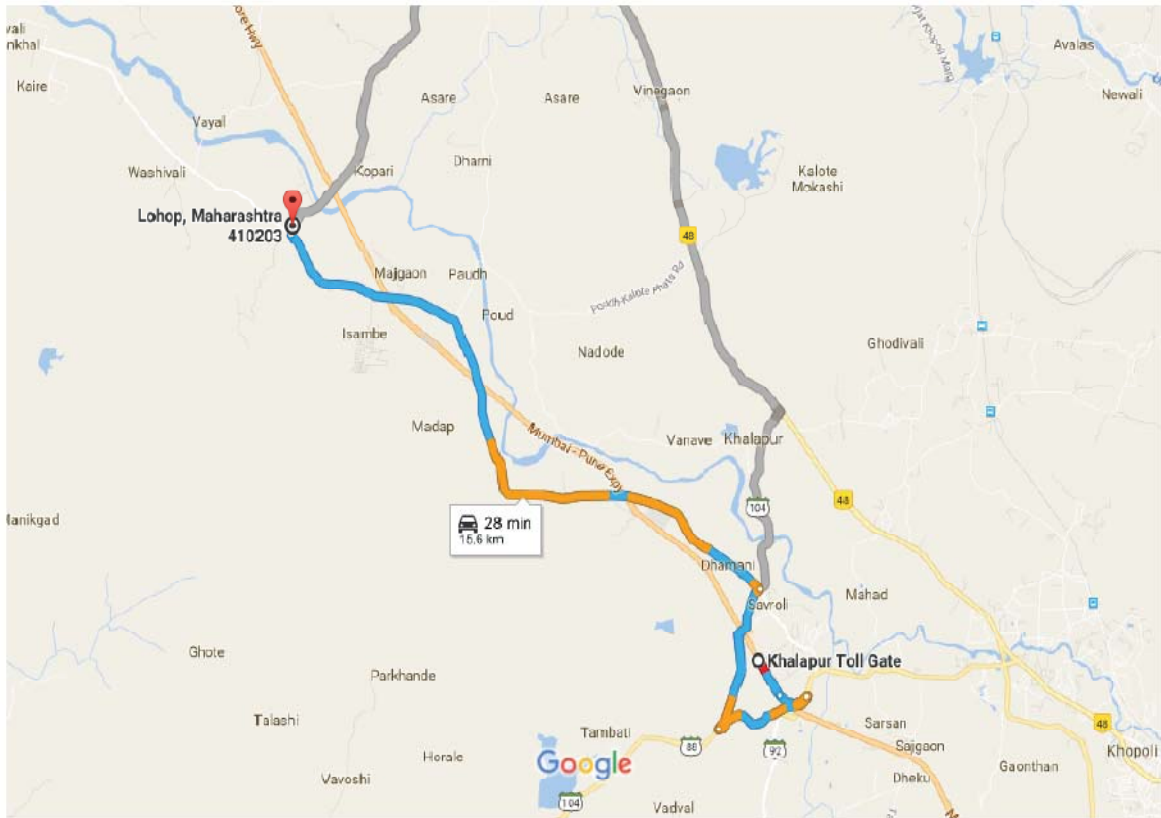 ore Hwy
vali
nkhal
Kaire
Asare
Asare
Vinegaon
Avalas
Newali
Vayal
Dharni
Washivali
Kopari
Kalote
Mokashi
Lohop, Maharashtra
410203
48
Majgaon
Paudh
Poud
Isambe
Nadode
Ghodivali
Madap
Mumbai - Pune Expy
Vanave
Khalapur
48
104
Manikgad
28 min
15.6 km
Dhamani
Savroli
Mahad
Ghote
Khalapur Toll Gate
Parkhande
Talashi
Tambati
88
92
Sarsan
48
Horale
Google
Sajgaon
Khopoli
Gaonthan
Vavoshi
104
Dheku
Vadval